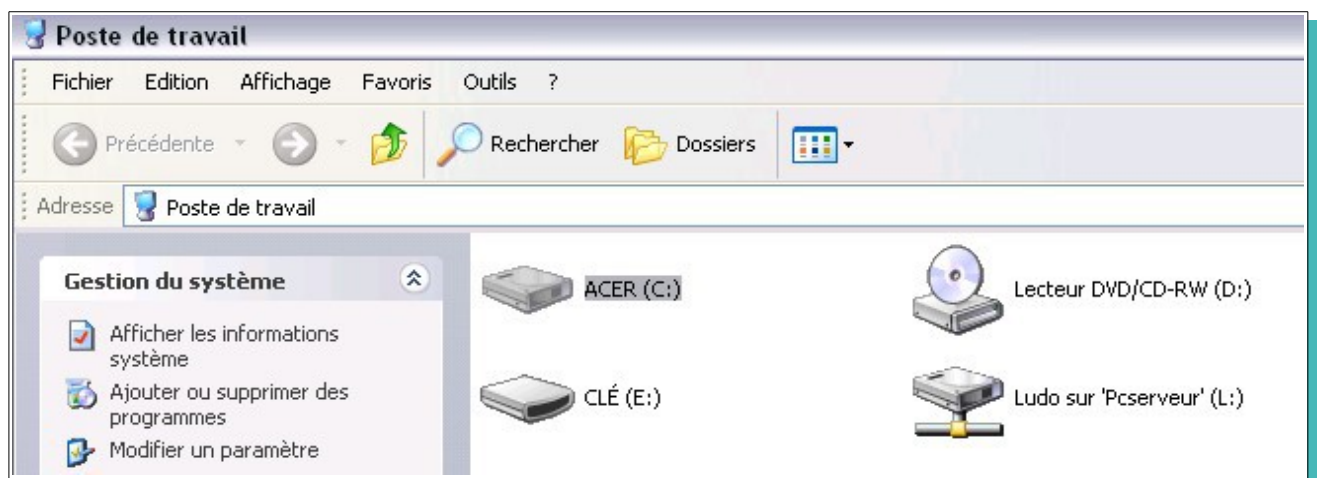 Poste de travail
Fichier Edition Affichage Favoris Outils ?
Précédente Rechercher Dossiers
Adresse Poste de travail
Gestion du système
Afficher les informations
système
Ajouter ou supprimer des
programmes
Modifier un paramètre
ACER (C:)
Lecteur DVD/CD-RW (D:)
CLÉ (E:)
Ludo sur 'Pcserveur' (L:)